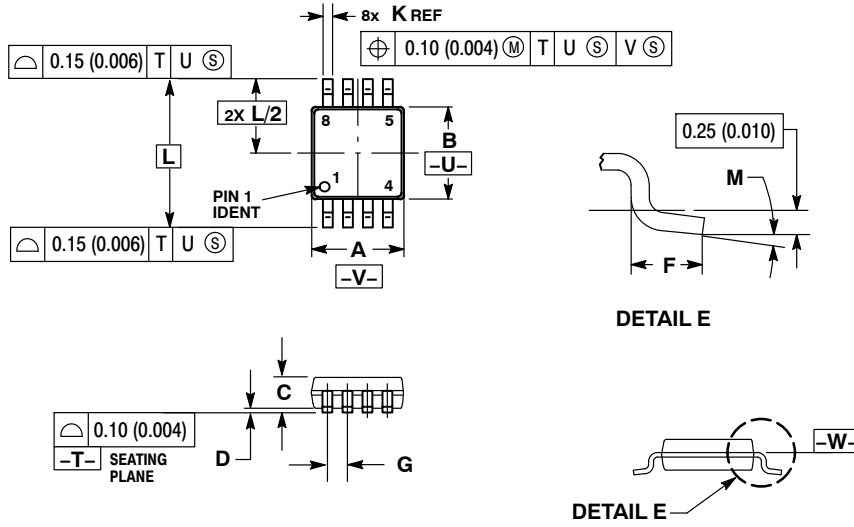 8x K REF
⌖ 0.10 (0.004) Ⓜ T U Ⓢ V Ⓢ
⌓ 0.15 (0.006) T U Ⓢ
2X L/2
L
8 5
B
-U-
1
4
PIN 1
IDENT
⌓ 0.15 (0.006) T U Ⓢ
A
-V-
0.25 (0.010)
M
F
DETAIL E
C
⌓ 0.10 (0.004)
-T- SEATING
PLANE
D
G
-W-
DETAIL E